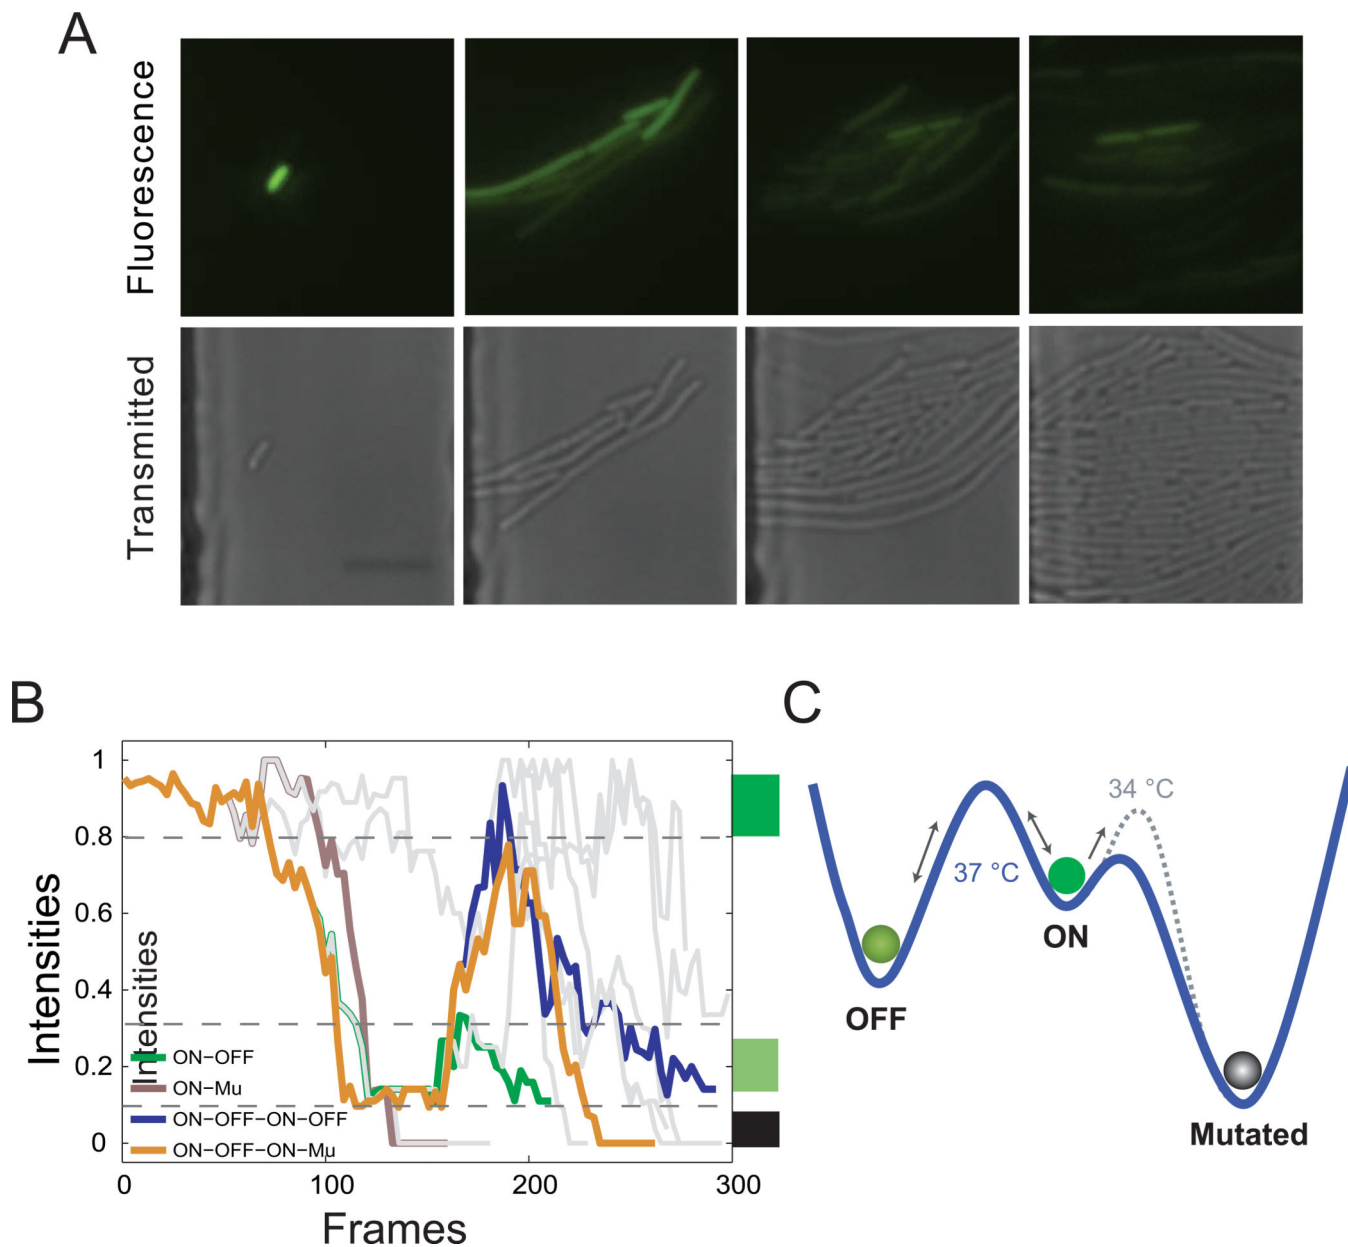 A
Fluorescence
Transmitted
B
Intensities
Intensities
1
0.8
0.6
0.4
0.2
0
ON-OFF
ON-Mu
ON-OFF-ON-OFF
ON-OFF-ON-Mu
0
100
200
300
Frames
C
34 °C
37 °C
OFF
ON
Mutated